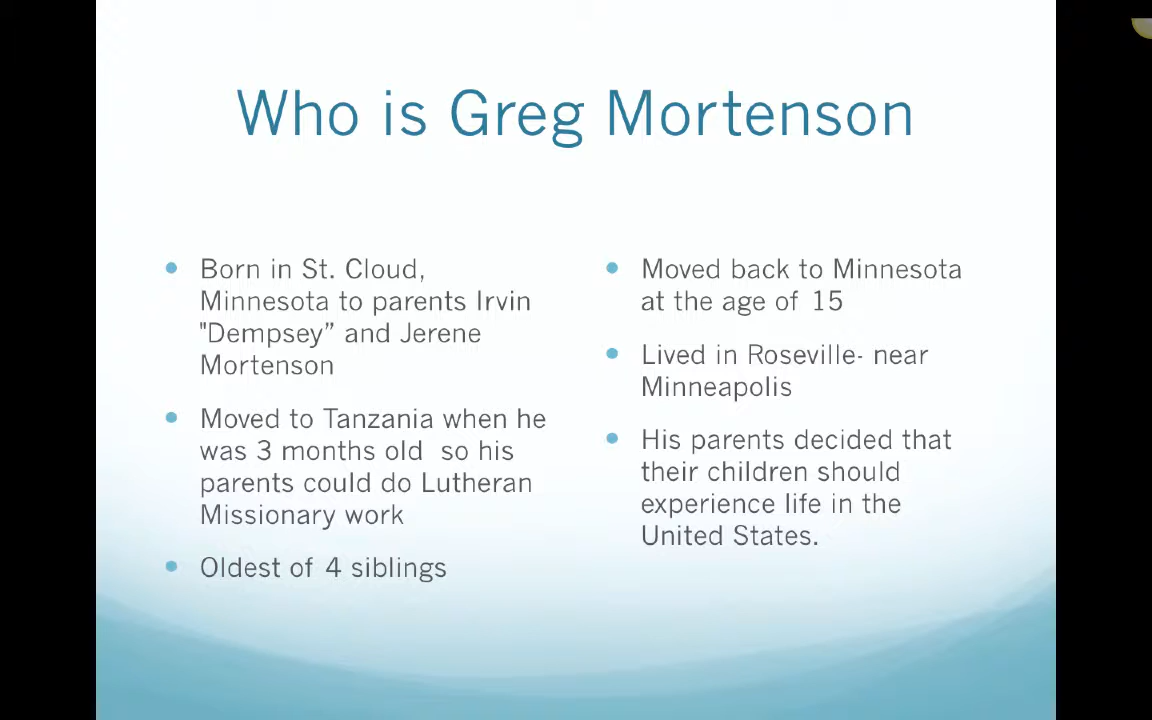 Who is Greg Mortenson
Born in St. Cloud,
Minnesota to parents Irvin
"Dempsey” and Jerene
Mortenson
Moved to Tanzania when he
was 3 months old  so his
parents could do Lutheran
Missionary work
Oldest of 4 siblings
Moved back to Minnesota
at the age of 15
Lived in Roseville- near
Minneapolis
His parents decided that
their children should
experience life in the
United States.